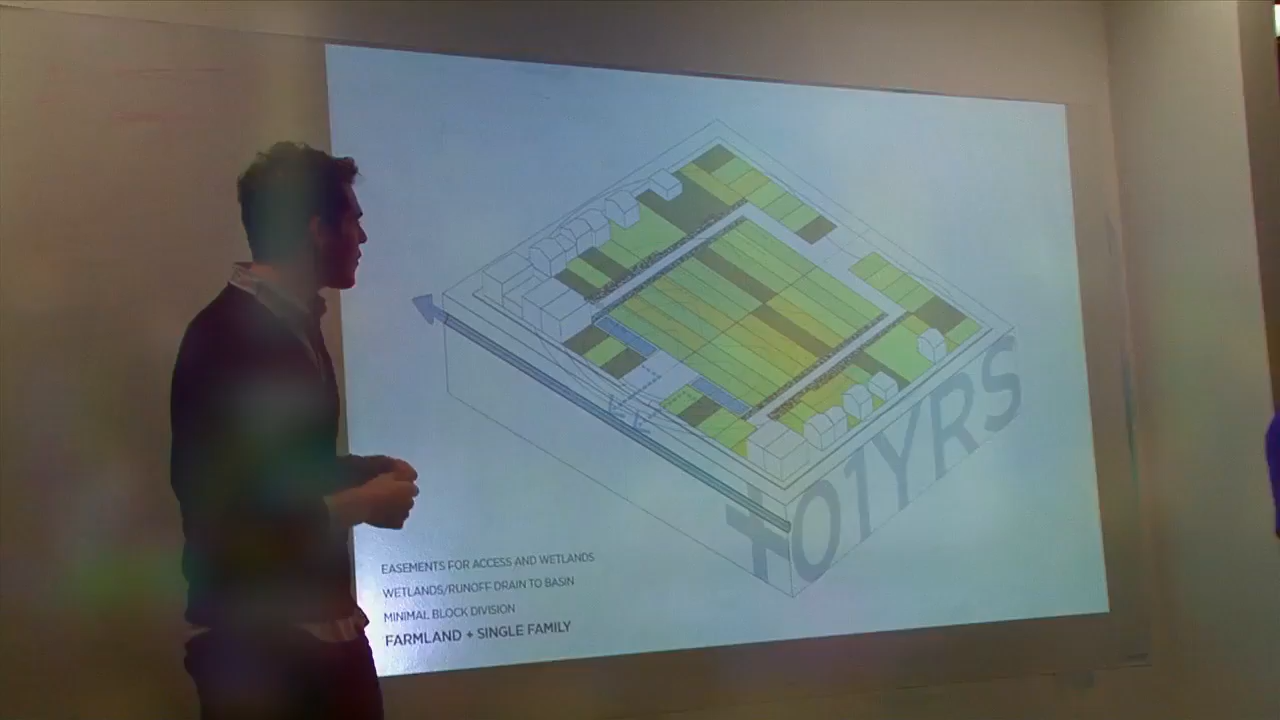 +01YRS
EASEMENTS FOR ACCESS AND WETLANDS
WETLANDS/RUNOFF DRAIN TO BASIN
MINIMAL BLOCK DIVISION
FARMLAND + SINGLE FAMILY